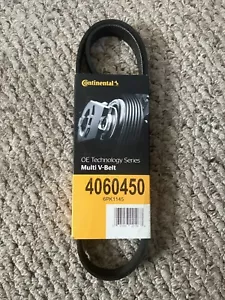 Continental
OE Technology Series
Multi V-Belt
4060450
6PK1145